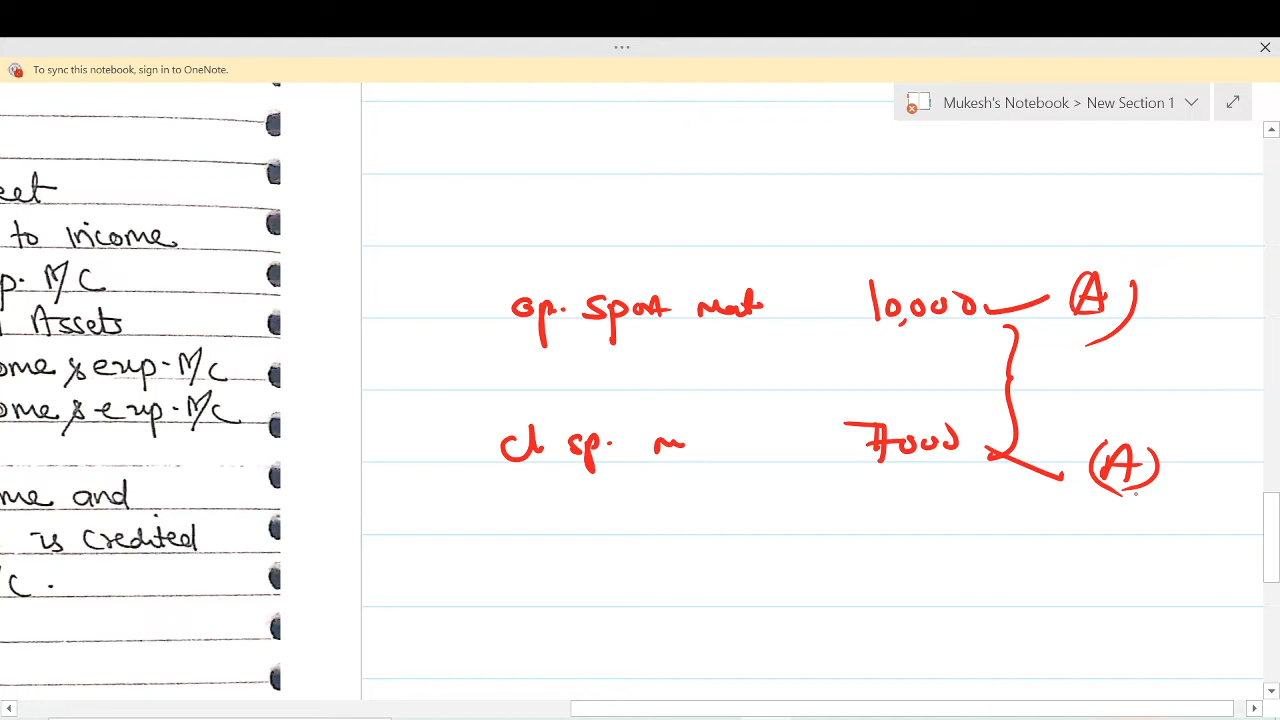 To sync this notebook, sign in to OneNote.
Mukesh's Notebook > New Section 1
eet
to Income
p. M/C
Assets
ome & exp. M/C
ome & exp. M/C
ome and
is Credited
/C.
op. sport mat 10,000 (A)
cl sp. m 7000 (A)